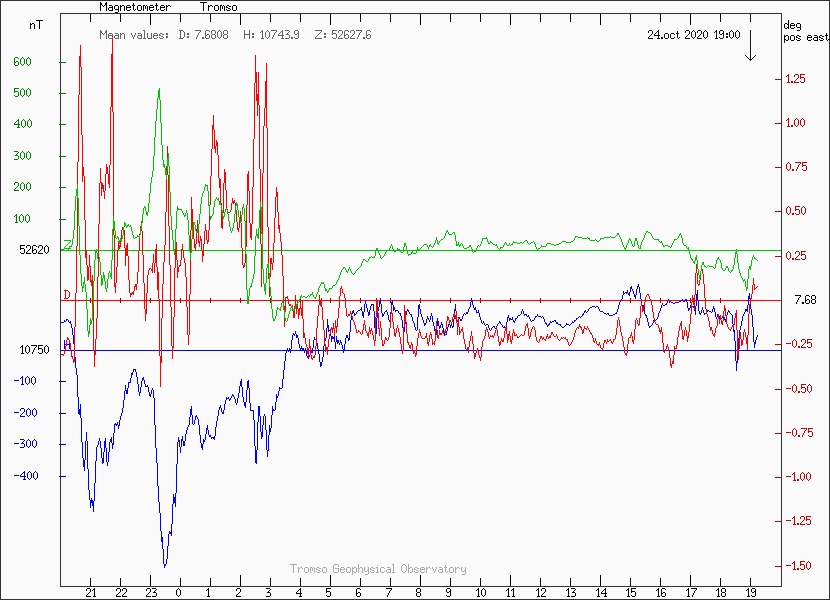 Magnetometer Tromso
nT
deg
pos east
Mean values: D: 7.6808 H: 10743.9 Z: 52627.6
24.oct 2020 19:00
600
500
400
300
200
100
52620
Z
D
H
10750
-100
-200
-300
-400
1.25
1.00
0.75
0.50
0.25
7.68
-0.25
-0.50
-0.75
-1.00
-1.25
-1.50
Tromso Geophysical Observatory
21 22 23 0 1 2 3 4 5 6 7 8 9 10 11 12 13 14 15 16 17 18 19